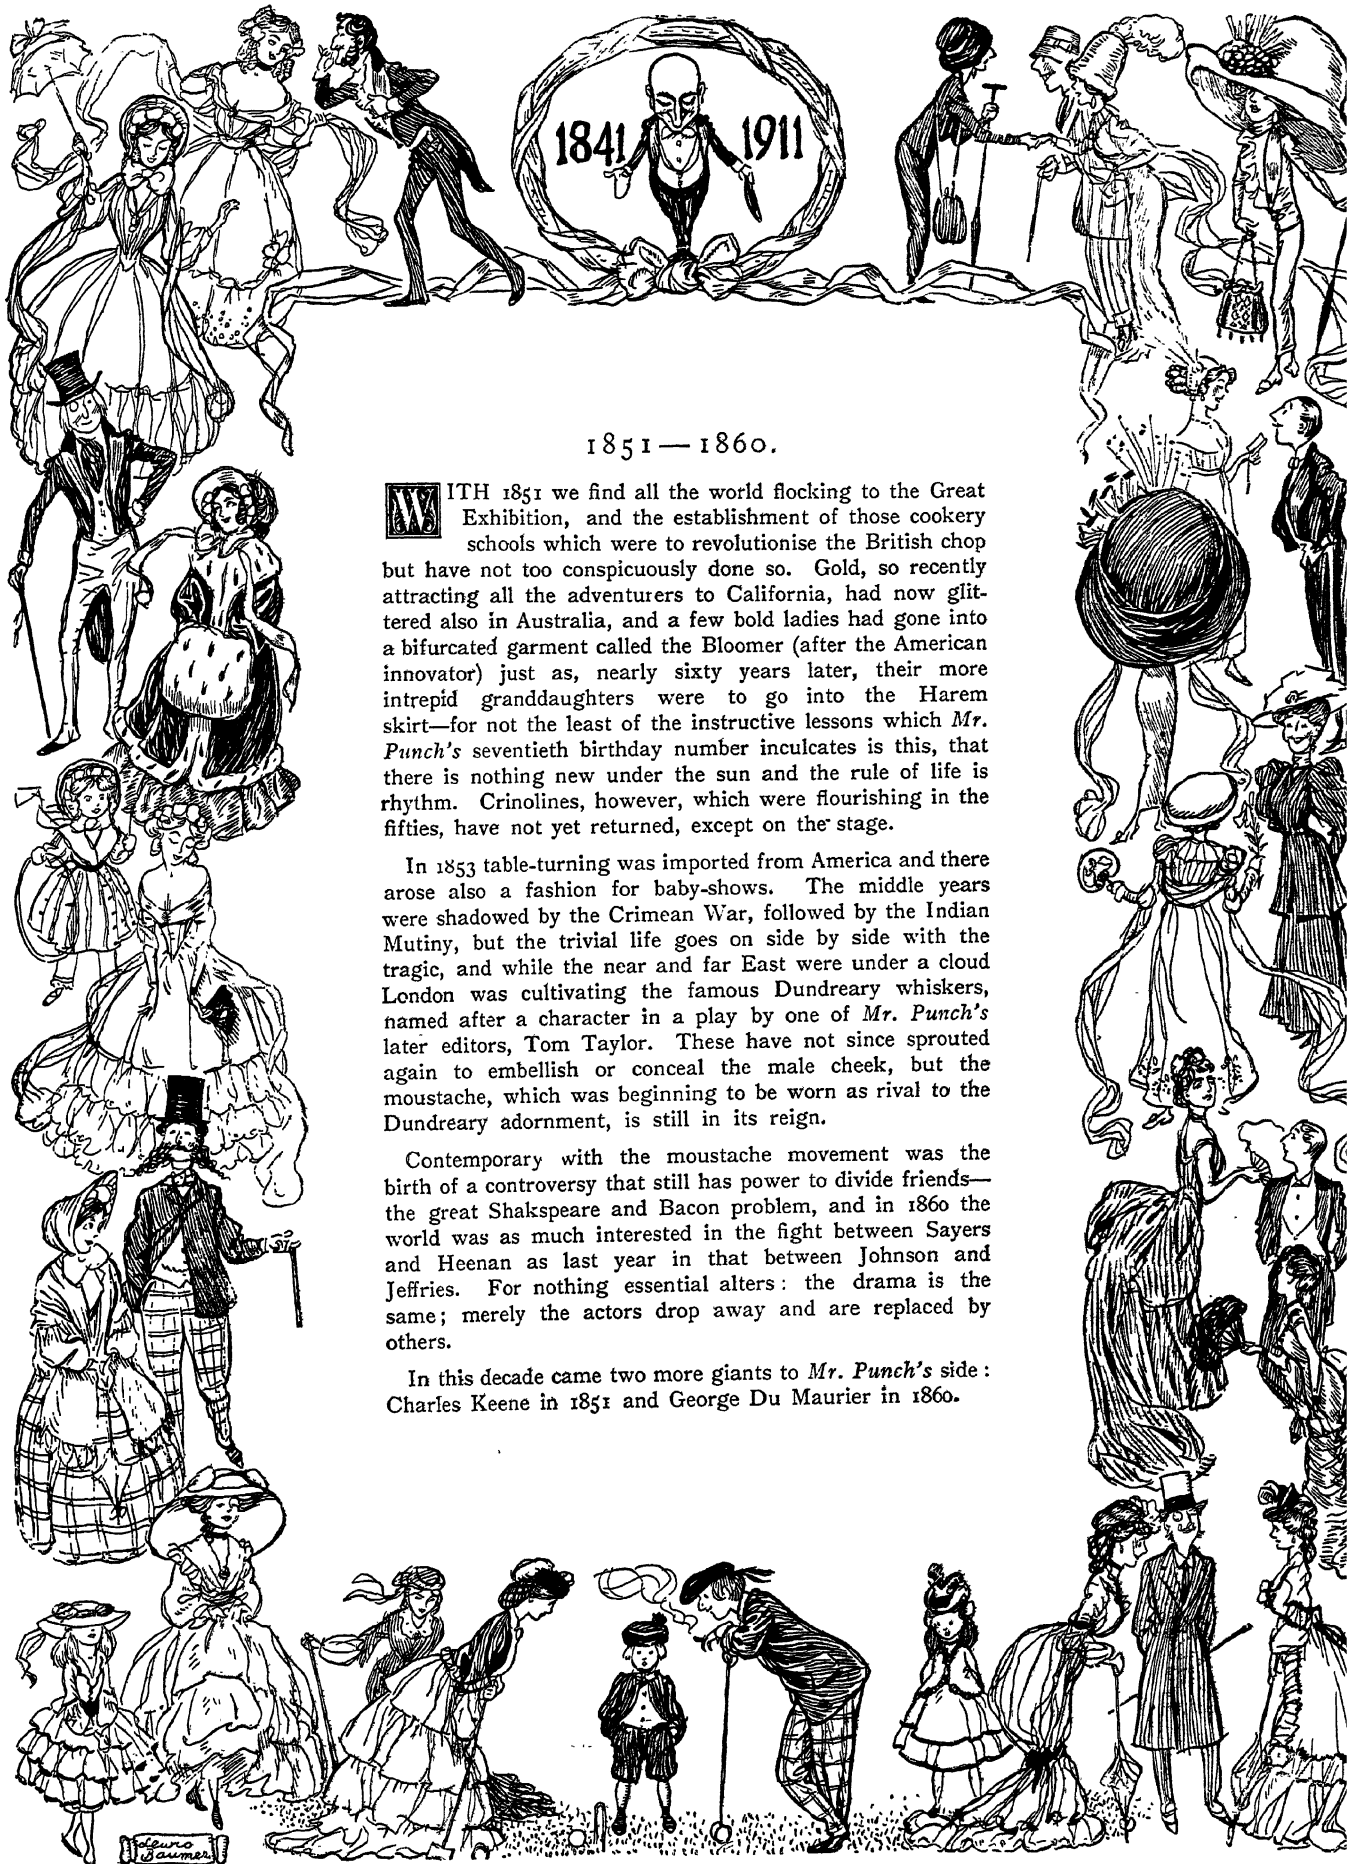 1841 1911
1851—1860.
WITH 1851 we find all the world flocking to the Great
Exhibition, and the establishment of those cookery
schools which were to revolutionise the British chop
but have not too conspicuously done so. Gold, so recently
attracting all the adventurers to California, had now glit-
tered also in Australia, and a few bold ladies had gone into
a bifurcated garment called the Bloomer (after the American
innovator) just as, nearly sixty years later, their more
intrepid granddaughters were to go into the Harem
skirt—for not the least of the instructive lessons which Mr.
Punch's seventieth birthday number inculcates is this, that
there is nothing new under the sun and the rule of life is
rhythm. Crinolines, however, which were flourishing in the
fifties, have not yet returned, except on the stage.
In 1853 table-turning was imported from America and there
arose also a fashion for baby-shows. The middle years
were shadowed by the Crimean War, followed by the Indian
Mutiny, but the trivial life goes on side by side with the
tragic, and while the near and far East were under a cloud
London was cultivating the famous Dundreary whiskers,
named after a character in a play by one of Mr. Punch's
later editors, Tom Taylor. These have not since sprouted
again to embellish or conceal the male cheek, but the
moustache, which was beginning to be worn as rival to the
Dundreary adornment, is still in its reign.
Contemporary with the moustache movement was the
birth of a controversy that still has power to divide friends—
the great Shakspeare and Bacon problem, and in 1860 the
world was as much interested in the fight between Sayers
and Heenan as last year in that between Johnson and
Jeffries. For nothing essential alters: the drama is the
same; merely the actors drop away and are replaced by
others.
In this decade came two more giants to Mr. Punch's side:
Charles Keene in 1851 and George Du Maurier in 1860.
Lewis
Baumer